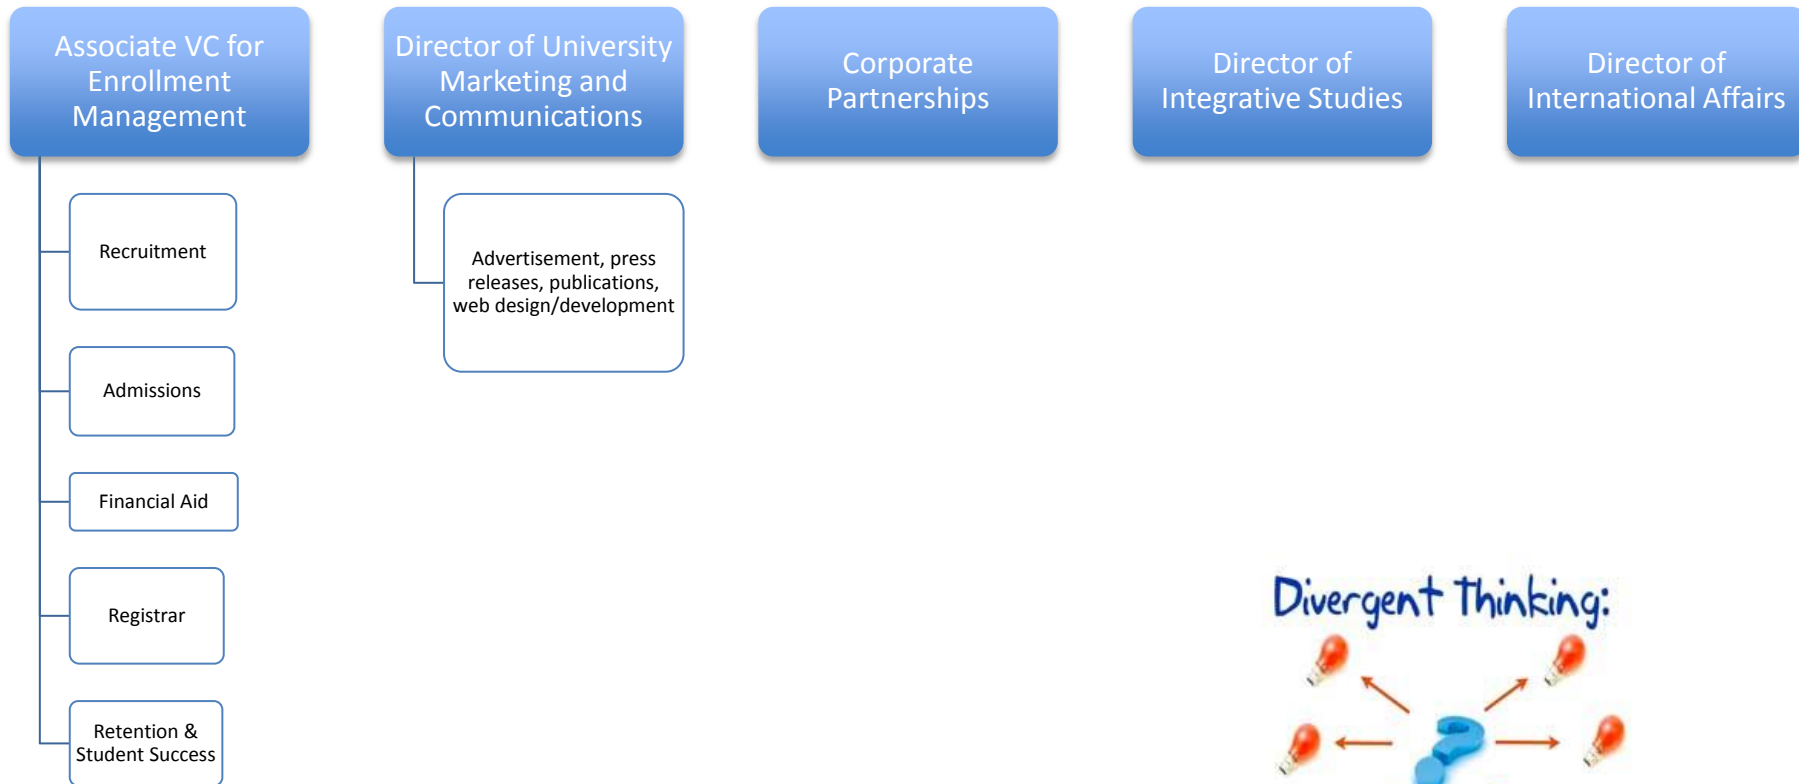 Associate VC for
Enrollment
Management
Director of University
Marketing and
Communications
Corporate
Partnerships
Director of
Integrative Studies
Director of
International Affairs
Recruitment
Admissions
Financial Aid
Registrar
Retention &
Student Success
Advertisement, press
releases, publications,
web design/development
Divergent Thinking:
?